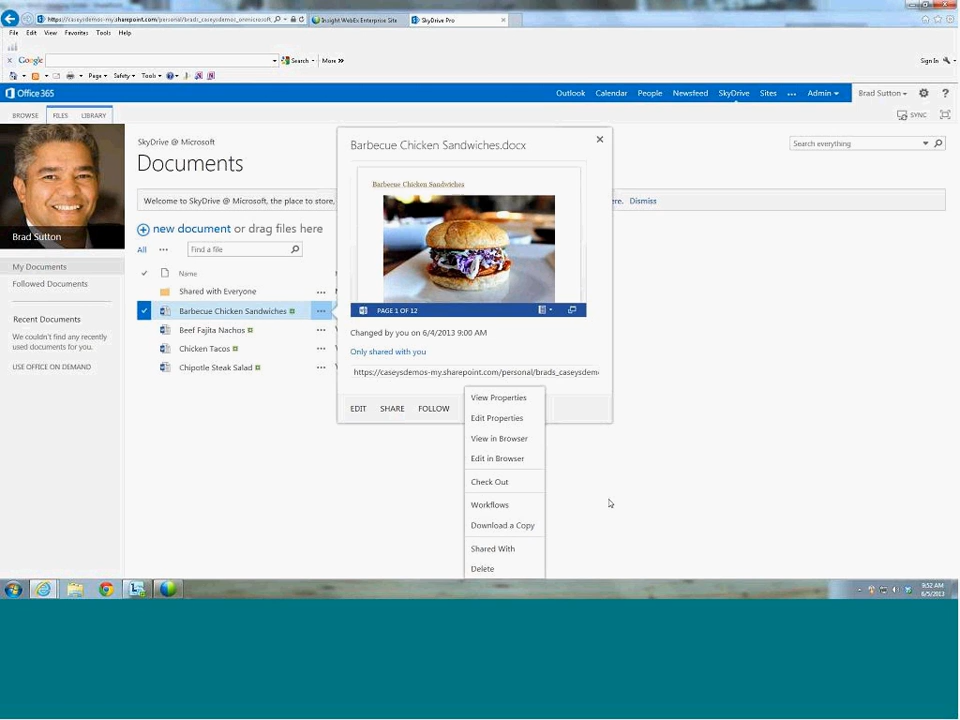 https://caseysdemos-my.sharepoint.com/personal/brads_caseysdemos_onmicrosoft_
Insight WebEx Enterprise Site
SkyDrive Pro
File Edit View Favorites Tools Help
x Google
Search
More »
Sign In
Page
Safety
Tools
Office 365
Outlook Calendar People Newsfeed SkyDrive Sites ... Admin
Brad Sutton
?
BROWSE FILES LIBRARY
SYNC
SkyDrive @ Microsoft
Documents
Search everything
Welcome to SkyDrive @ Microsoft, the place to store,
re. Dismiss
Brad Sutton
new document or drag files here
All ... Find a file
My Documents
Followed Documents
Recent Documents
We couldn't find any recently
used documents for you.
USE OFFICE ON DEMAND
Name
Shared with Everyone ...
Barbecue Chicken Sandwiches ...
Beef Fajita Nachos ...
Chicken Tacos ...
Chipotle Steak Salad ...
Barbecue Chicken Sandwiches.docx
Barbecue Chicken Sandwiches
PAGE 1 OF 12
Changed by you on 6/4/2013 9:00 AM
Only shared with you
https://caseysdemos-my.sharepoint.com/personal/brads_caseysdem
EDIT SHARE FOLLOW
View Properties
Edit Properties
View in Browser
Edit in Browser
Check Out
Workflows
Download a Copy
Shared With
Delete
9:52 AM
6/5/2013